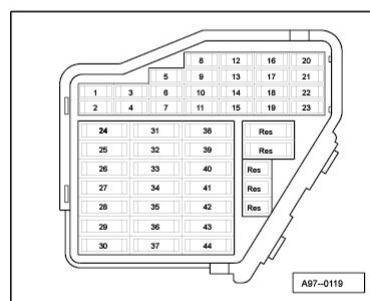 8 12 16 20
5 9 13 17 21
1 3 6 10 14 18 22
2 4 7 11 15 19 23
24 31 38 Res
25 32 39 Res
26 33 40 Res
27 34 41 Res
28 35 42 Res
29 36 43
30 37 44
A97--0119